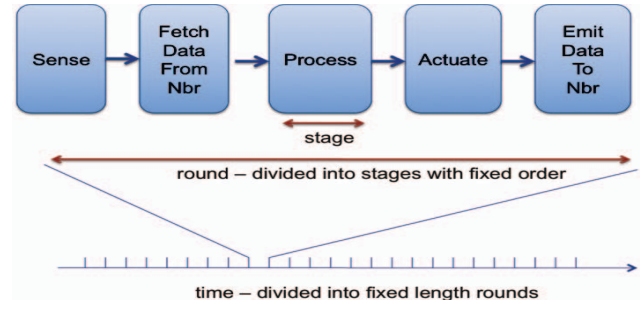 Sense
Fetch
Data
From
Nbr
Process
Actuate
Emit
Data
To
Nbr
stage
round – divided into stages with fixed order
time – divided into fixed length rounds